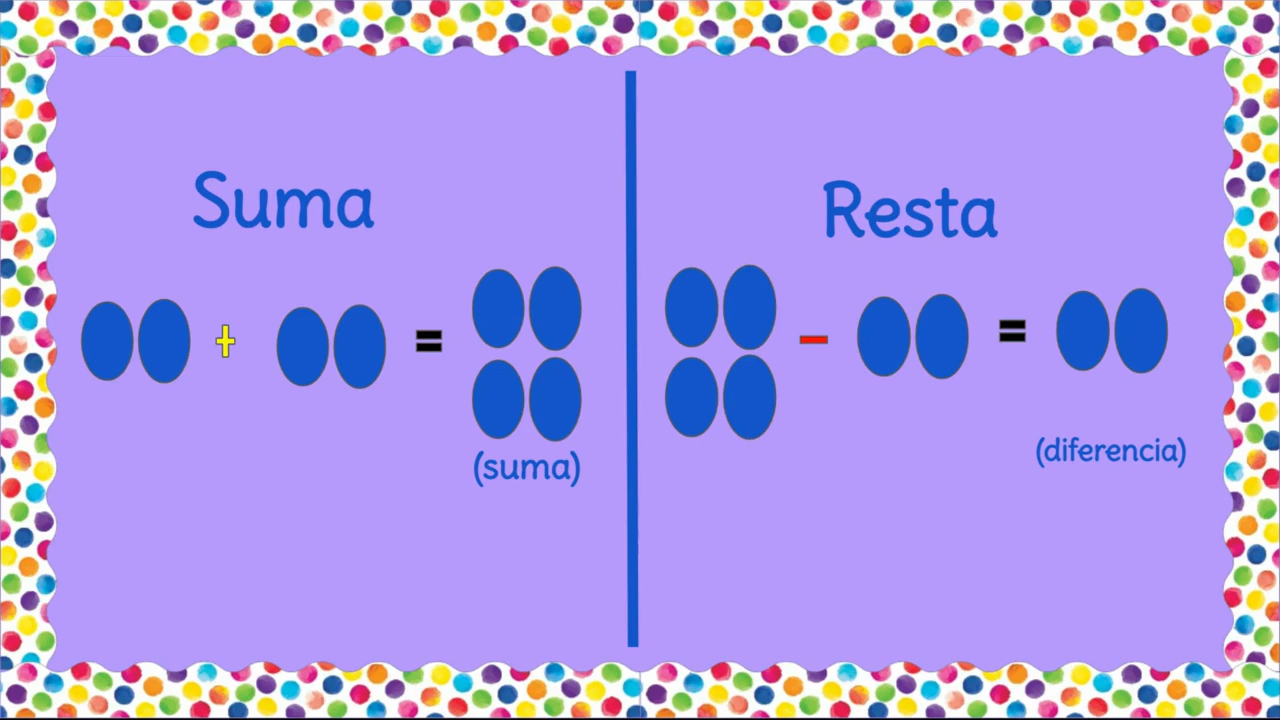 Suma
+
=
(suma)
Resta
-
=
(diferencia)